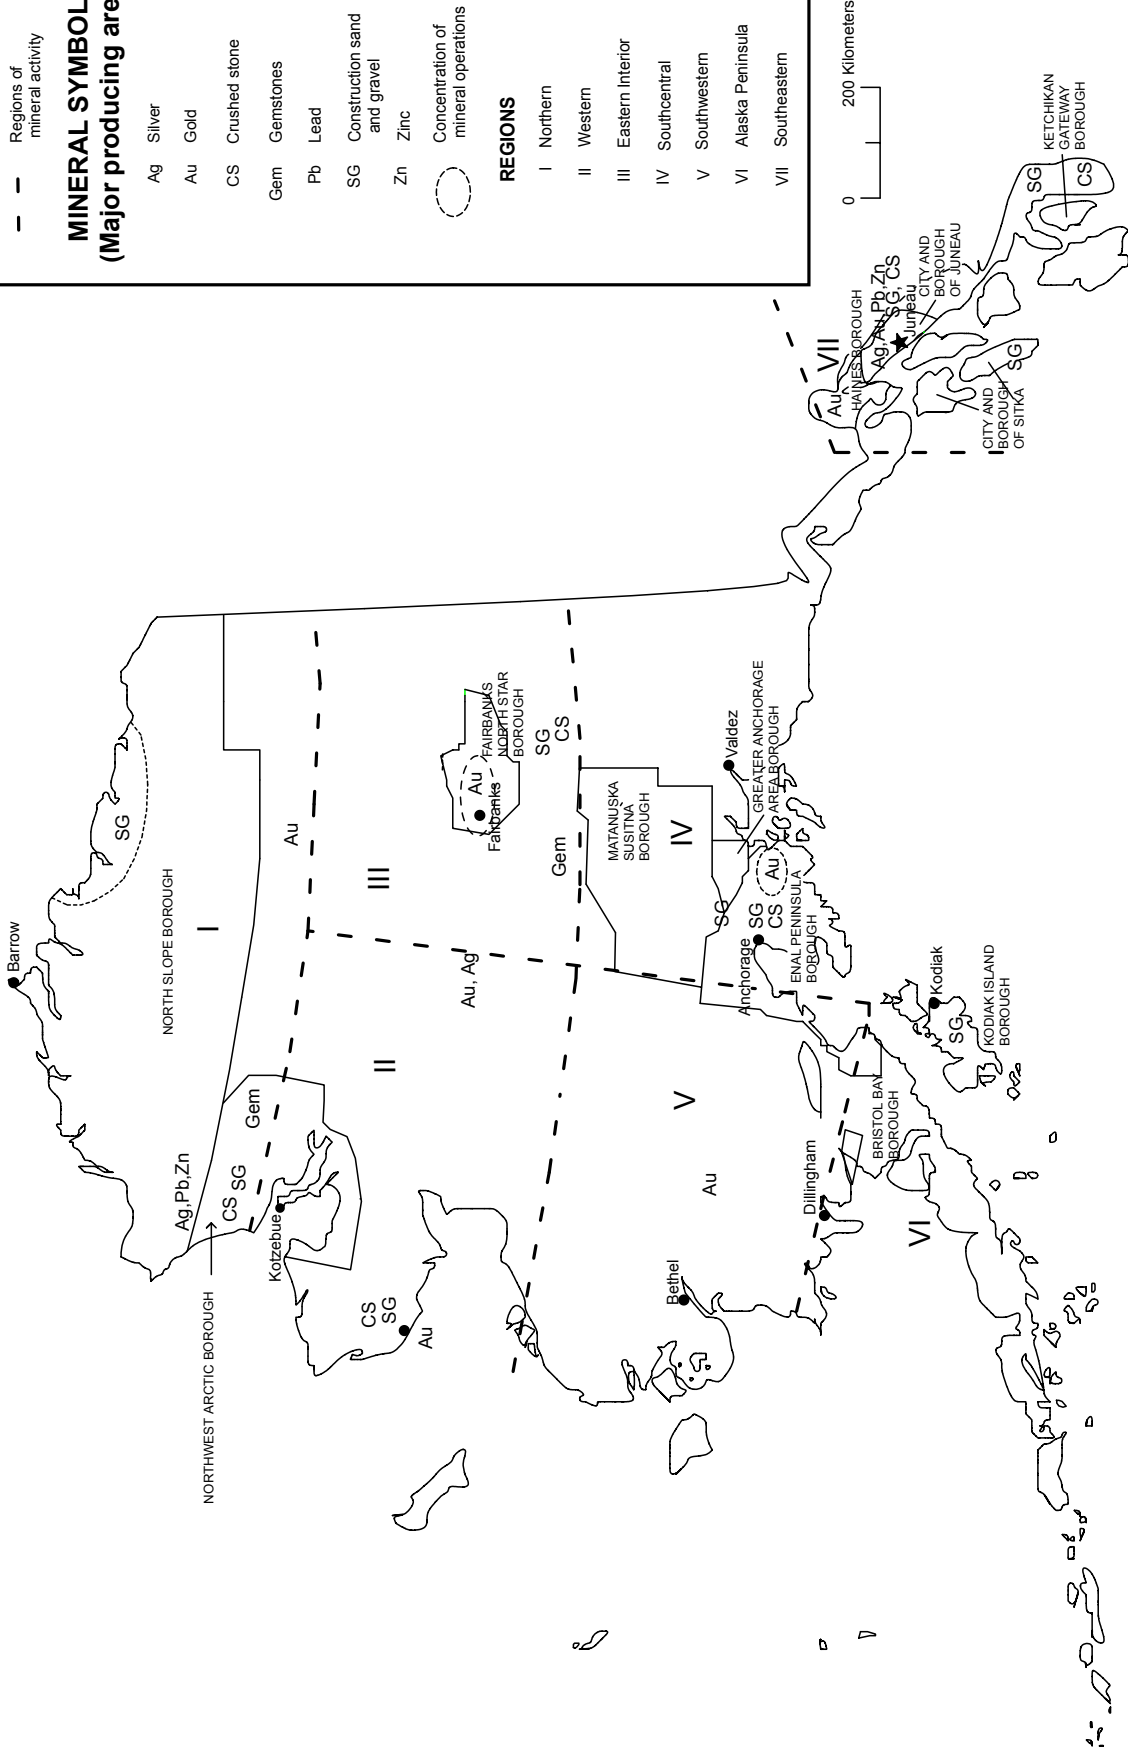 Barrow
SG
NORTH SLOPE BOROUGH
I
Ag,Pb,Zn
NORTHWEST ARCTIC BOROUGH
CS
SG
Gem
Kotzebue
Au
CS
SG
Au
II
Au, Ag
III
Au
Fairbanks
FAIRBANKS
NORTH STAR
BOROUGH
SG
CS
Gem
MATANUSKA
SUSITNA
BOROUGH
IV
Bethel
V
Au
Valdez
GREATER ANCHORAGE
AREA BOROUGH
SG
Anchorage
SG
CS
Au
ENAL PENINSULA
BOROUGH
Dillingham
BRISTOL BAY
BOROUGH
VI
Kodiak
SG
KODIAK ISLAND
BOROUGH
VII
Au
HAINES BOROUGH
Ag,Au,Pb,Zn
SG, CS
Juneau
CITY AND
BOROUGH
OF JUNEAU
CITY AND
BOROUGH
OF SITKA
SG
SG
CS
KETCHIKAN
GATEWAY
BOROUGH
0 200 Kilometers
Regions of
mineral activity
MINERAL SYMBOL
(Major producing are
Ag Silver
Au Gold
CS Crushed stone
Gem Gemstones
Pb Lead
SG Construction sand
and gravel
Zn Zinc
Concentration of
mineral operations
REGIONS
I Northern
II Western
III Eastern Interior
IV Southcentral
V Southwestern
VI Alaska Peninsula
VII Southeastern